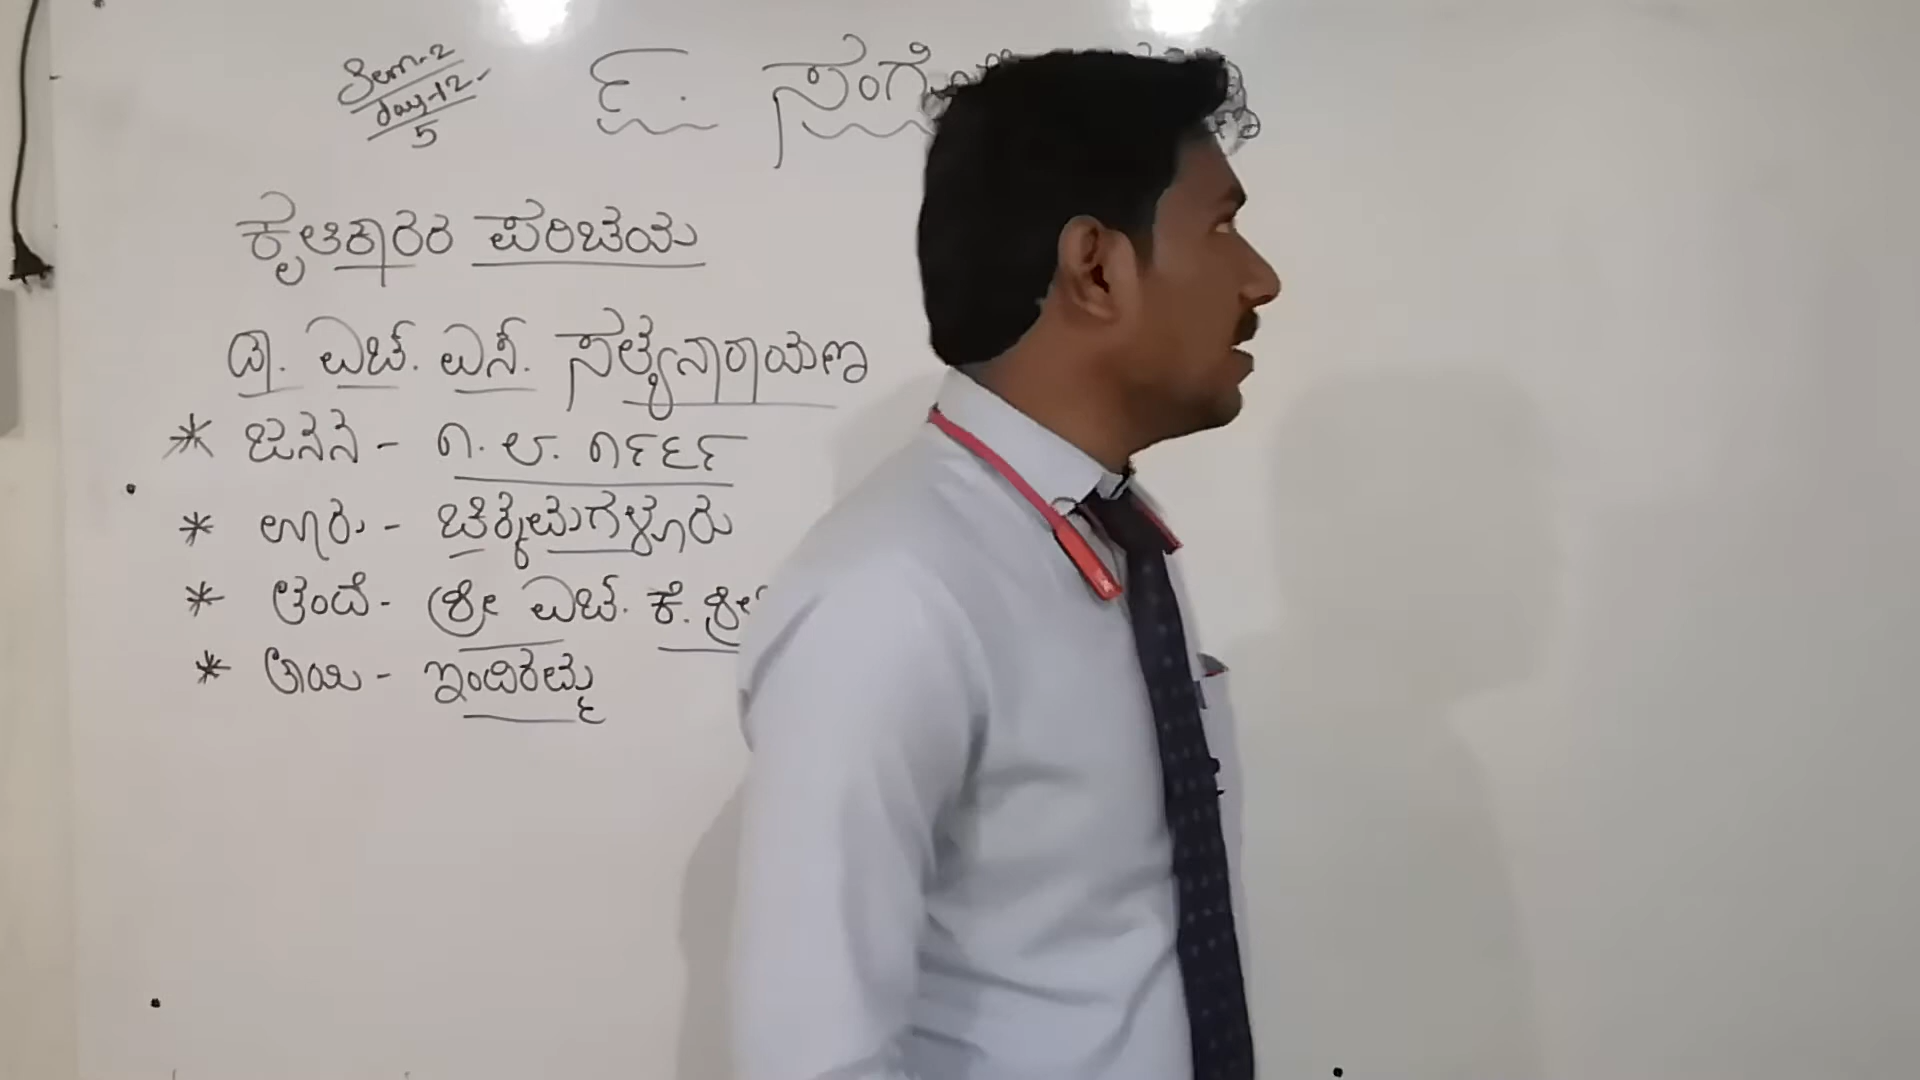 Sem-2
day-12
5
೬.
ಕೃತಿಕಾರರ ಪರಿಚಯ
ಡಾ. ಎಚ್. ಎಸ್. ಸತ್ಯನಾರಾಯಣ
* ಜನನ - ೧. ೮. ೧೯೬೯
* ಊರು - ಚಿಕ್ಕಮಗಳೂರು
* ತಂದೆ - ಶ್ರೀ ಎಚ್. ಕೆ.
* ತಾಯಿ - ಇಂದಿರಮ್ಮ